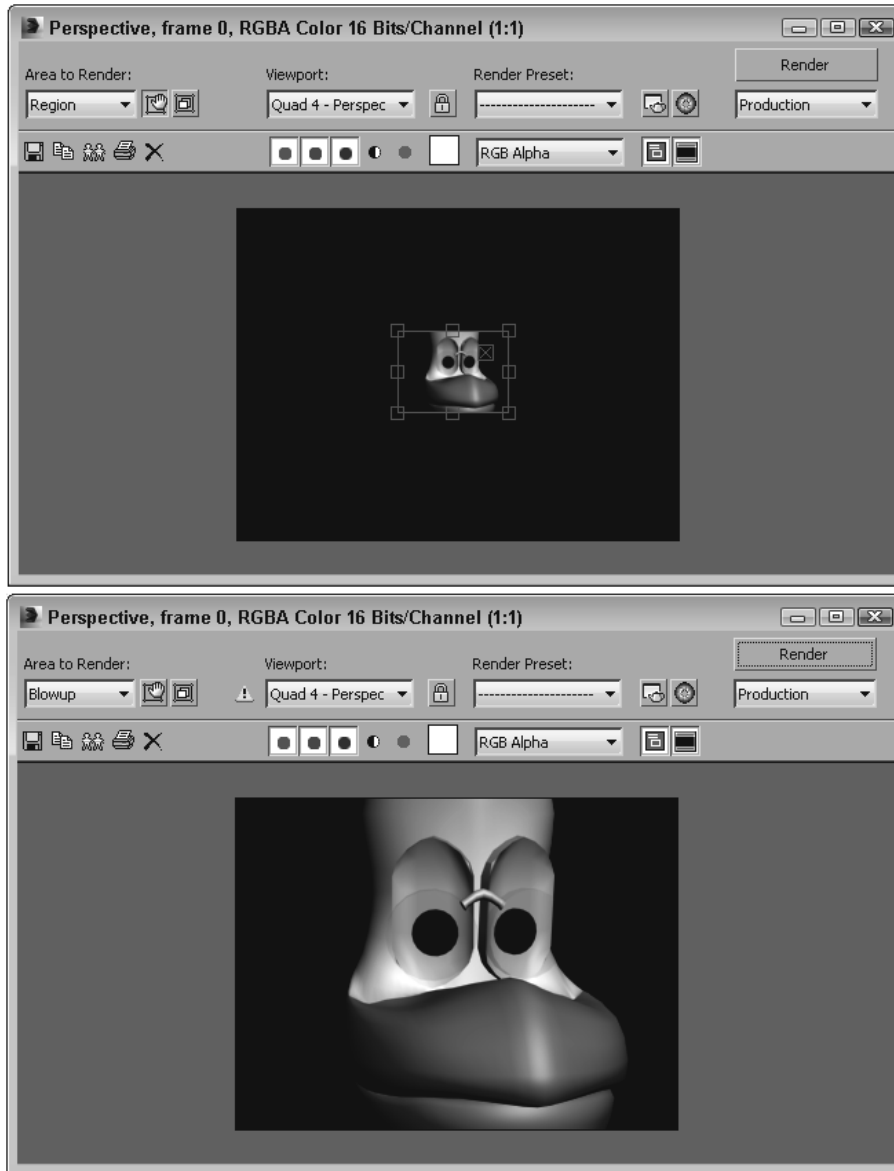 Perspective, frame 0, RGBA Color 16 Bits/Channel (1:1)
Area to Render: Viewport: Render Preset: Render
Region Quad 4 - Perspec ---------------------- Production
RGB Alpha
Perspective, frame 0, RGBA Color 16 Bits/Channel (1:1)
Area to Render: Viewport: Render Preset: Render
Blowup Quad 4 - Perspec ---------------------- Production
RGB Alpha